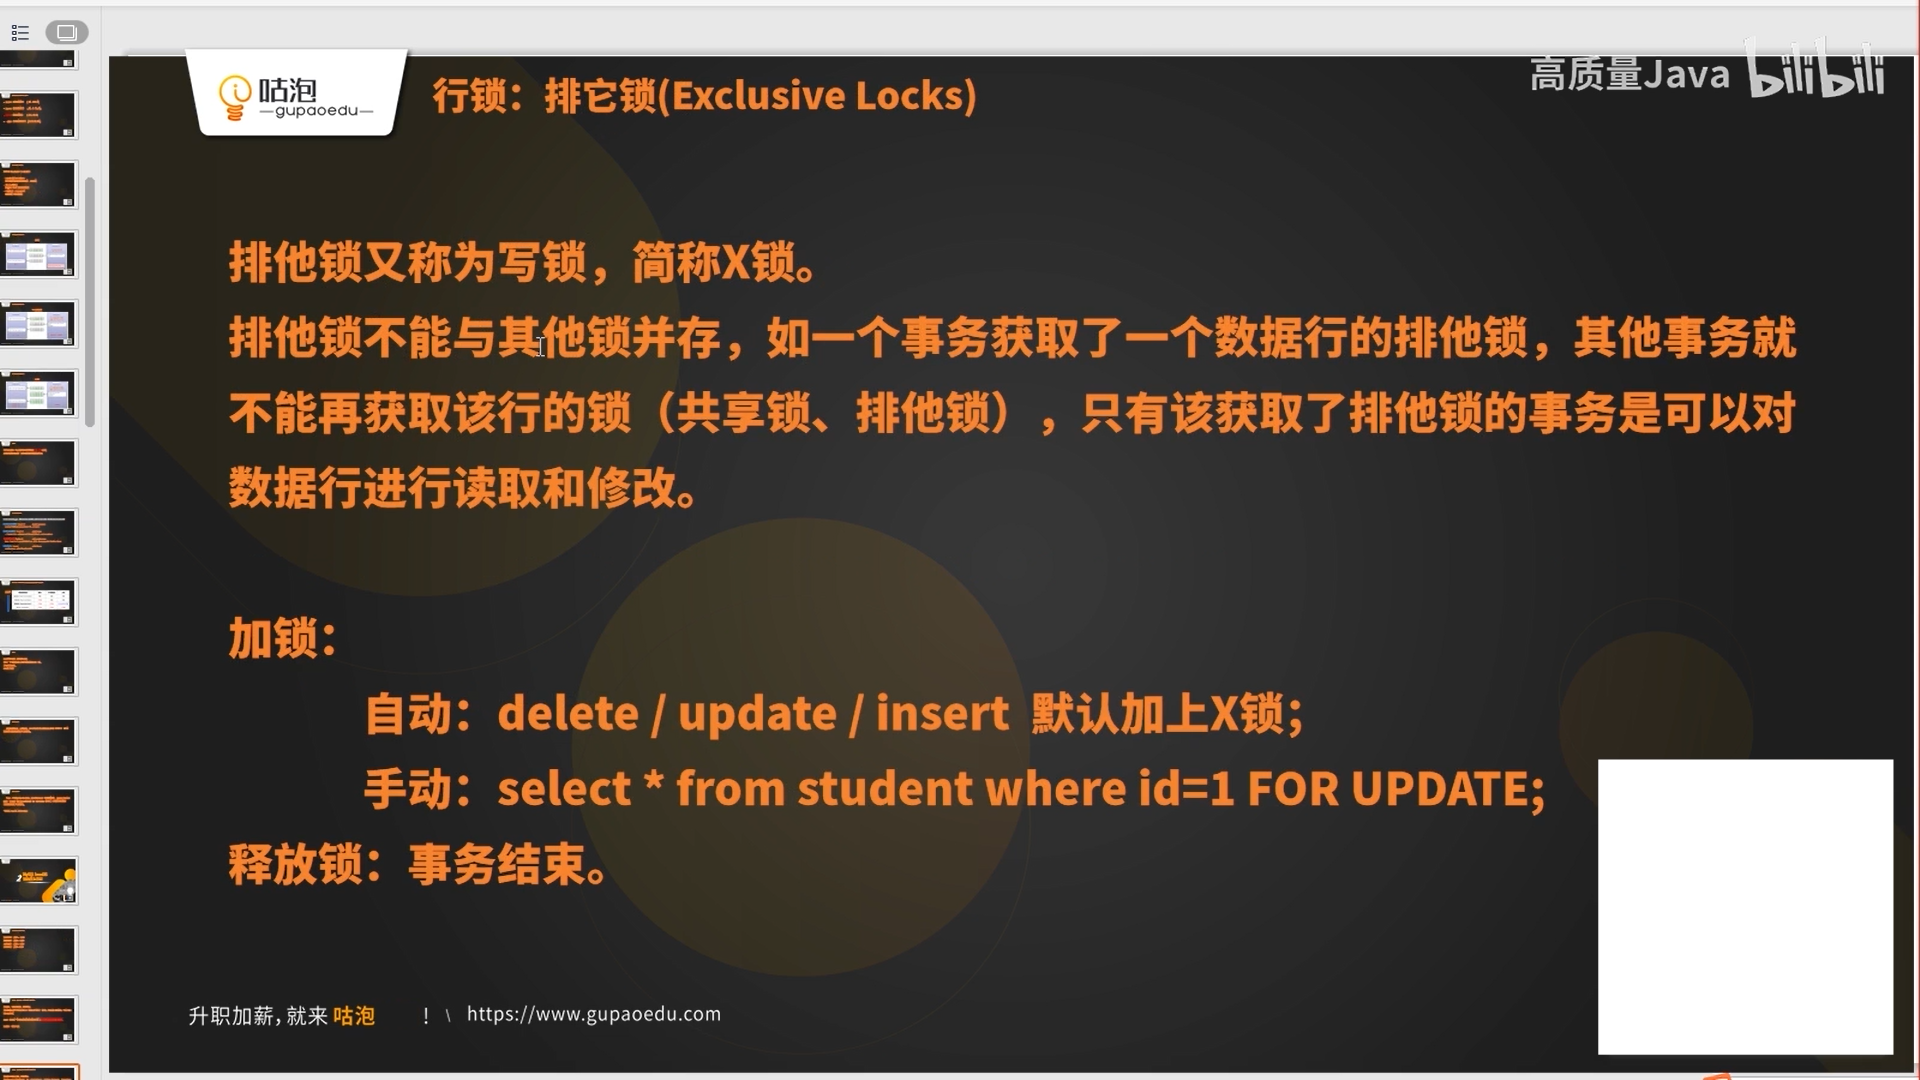 咕泡
gupaoedu
行锁：排它锁(Exclusive Locks)
高质量Java bilibili
排他锁又称为写锁，简称X锁。
排他锁不能与其他锁并存，如一个事务获取了一个数据行的排他锁，其他事务就
不能再获取该行的锁（共享锁、排他锁），只有该获取了排他锁的事务是可以对
数据行进行读取和修改。
加锁：
自动：delete / update / insert 默认加上X锁;
手动：select * from student where id=1 FOR UPDATE;
释放锁：事务结束。
升职加薪，就来 咕泡 ！\ https://www.gupaoedu.com